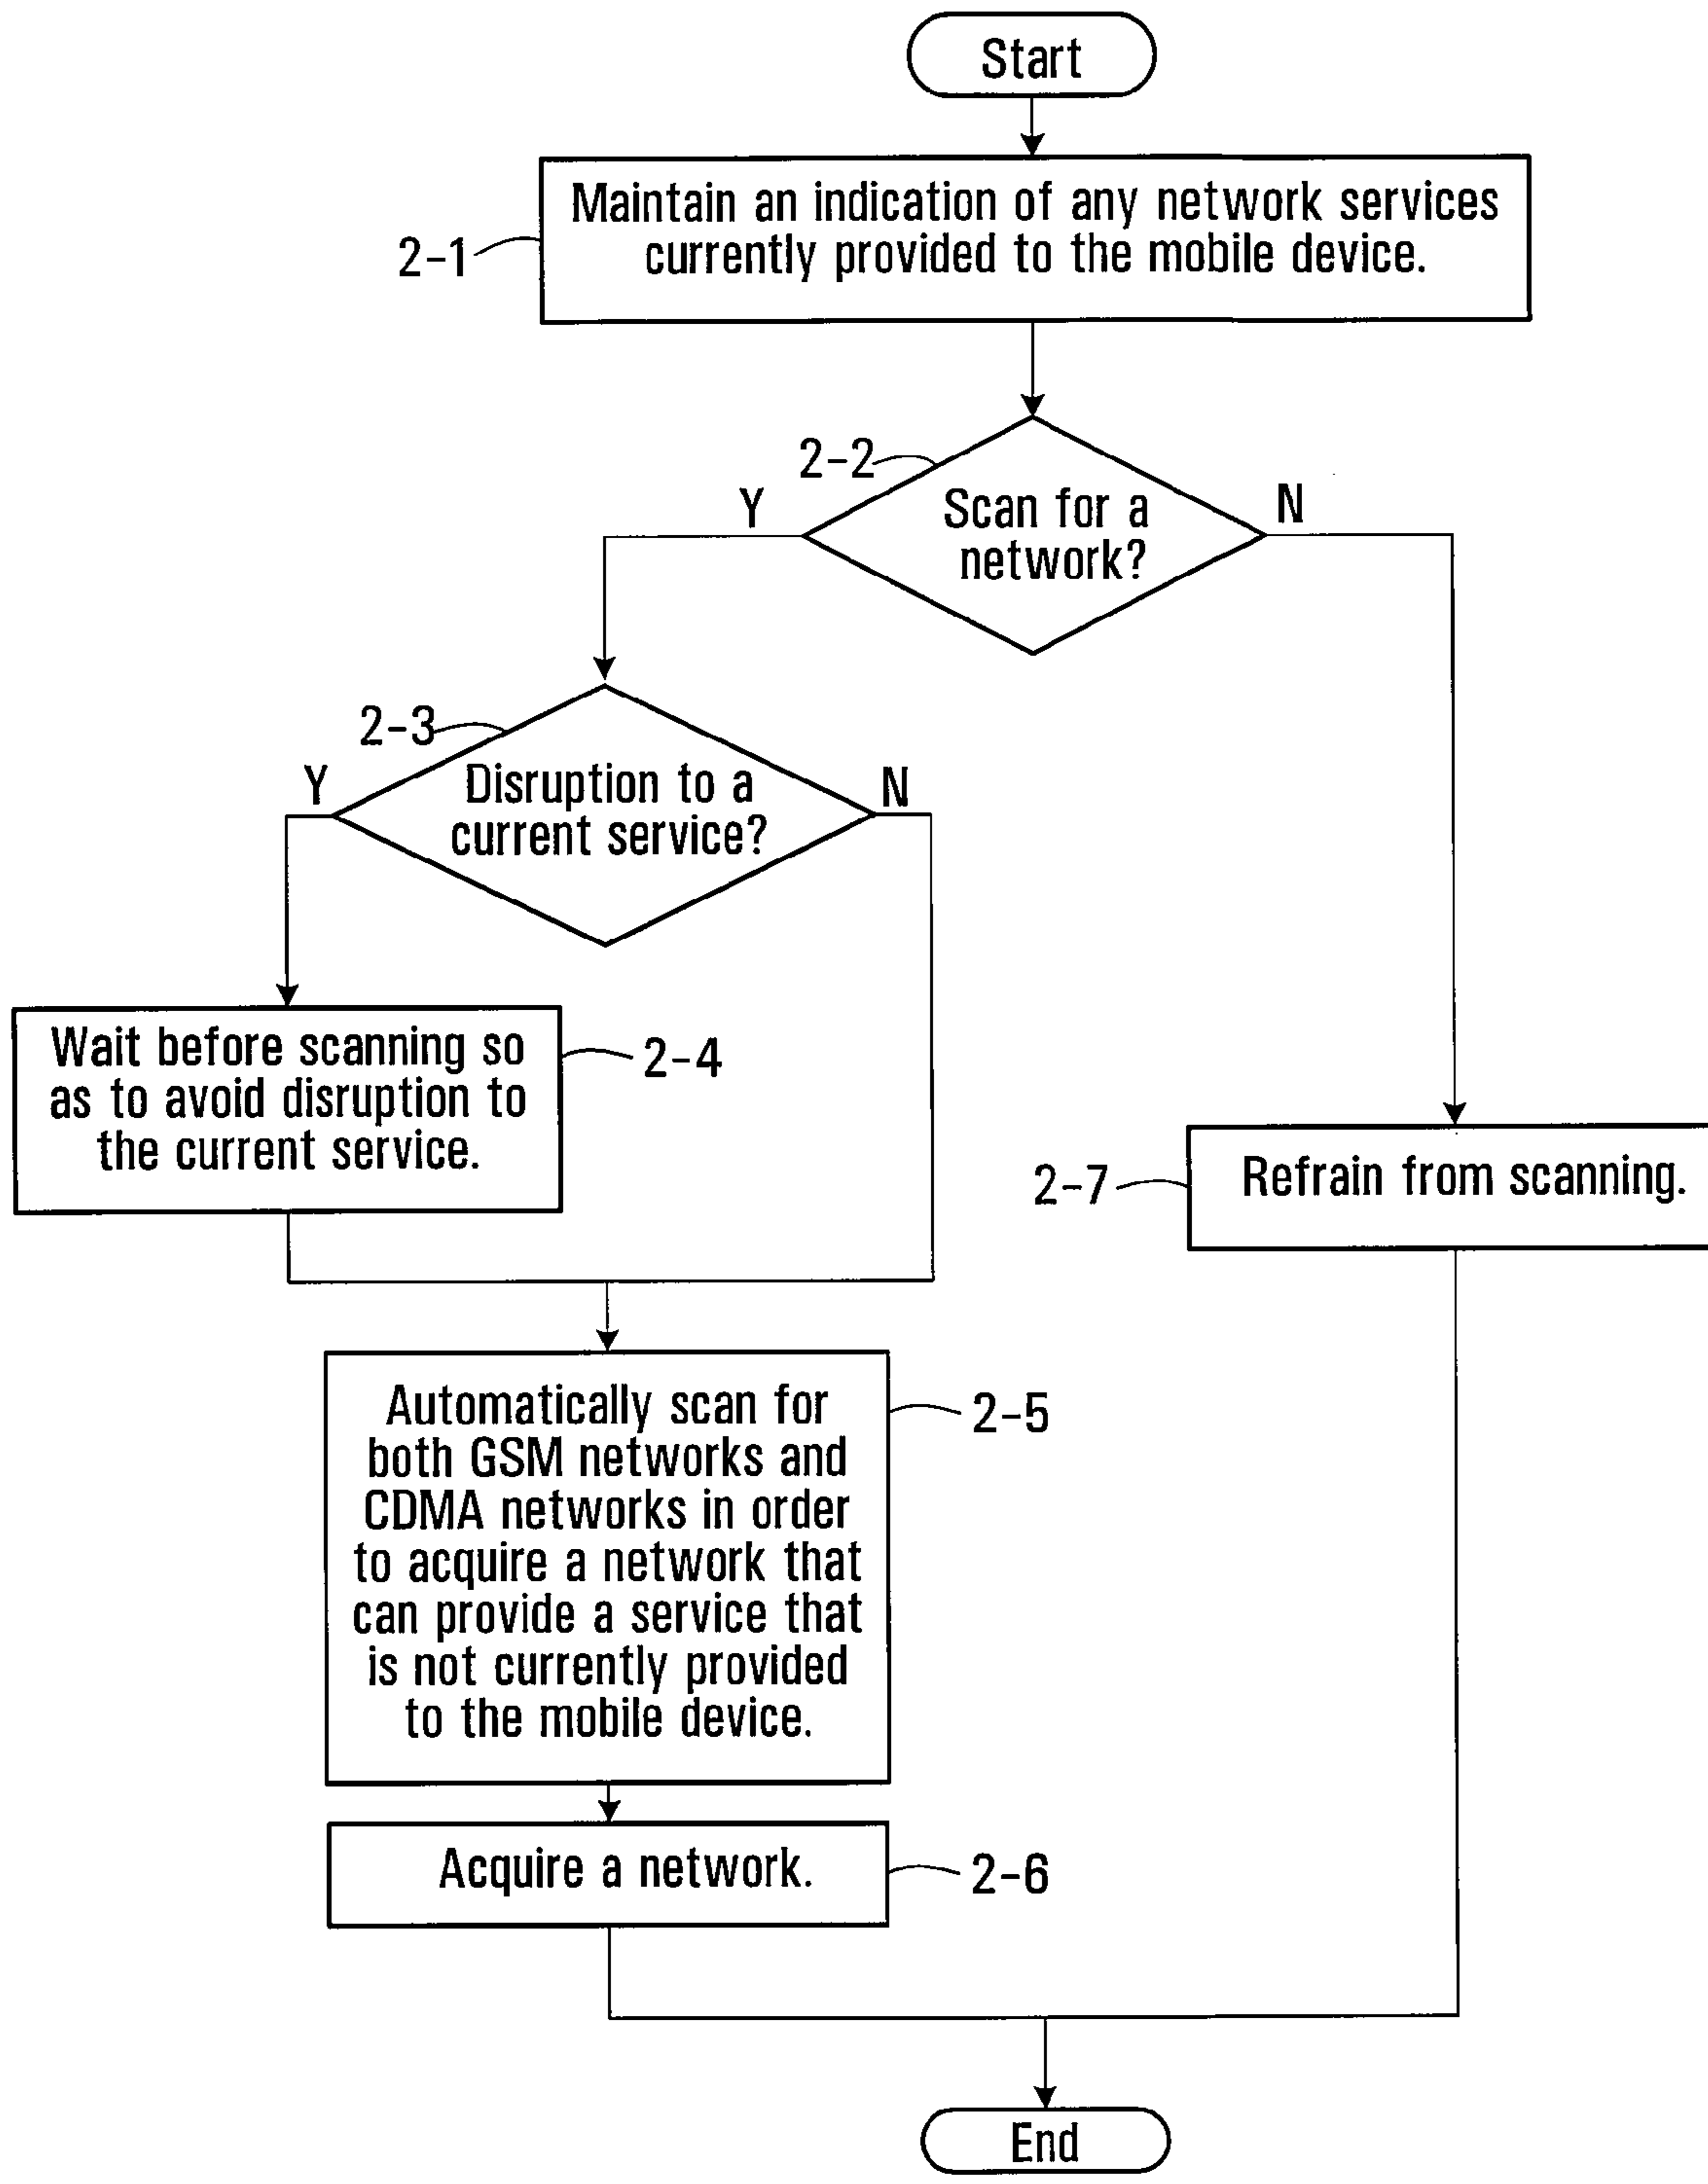 Start
Maintain an indication of any network services
currently provided to the mobile device.
2-1
2-2
Y
Scan for a
network?
N
2-3
Y
Disruption to a
current service?
N
Wait before scanning so
as to avoid disruption to
the current service.
2-4
2-7
Refrain from scanning.
Automatically scan for
both GSM networks and
CDMA networks in order
to acquire a network that
can provide a service that
is not currently provided
to the mobile device.
2-5
Acquire a network.
2-6
End